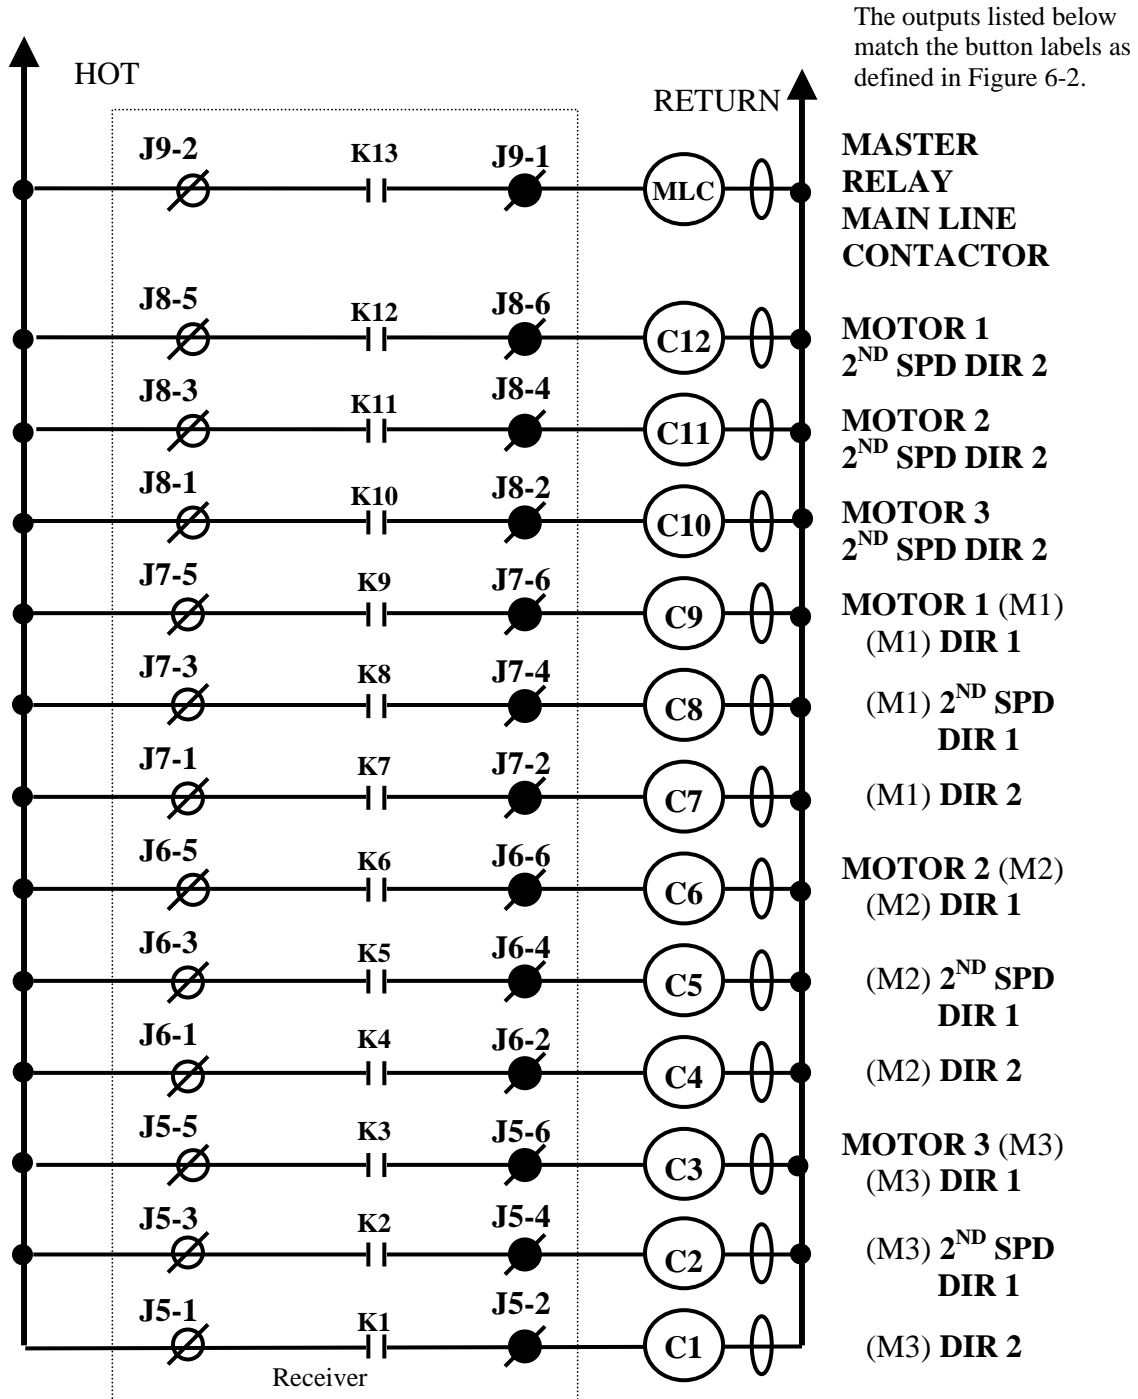 The outputs listed below
match the button labels as
defined in Figure 6-2.
HOT
RETURN
J9-2 K13 J9-1 MLC
MASTER
RELAY
MAIN LINE
CONTACTOR
J8-5 K12 J8-6 C12
MOTOR 1
2ND SPD DIR 2
J8-3 K11 J8-4 C11
MOTOR 2
2ND SPD DIR 2
J8-1 K10 J8-2 C10
MOTOR 3
2ND SPD DIR 2
J7-5 K9 J7-6 C9
MOTOR 1 (M1)
(M1) DIR 1
J7-3 K8 J7-4 C8
(M1) 2ND SPD
DIR 1
J7-1 K7 J7-2 C7
(M1) DIR 2
J6-5 K6 J6-6 C6
MOTOR 2 (M2)
(M2) DIR 1
J6-3 K5 J6-4 C5
(M2) 2ND SPD
DIR 1
J6-1 K4 J6-2 C4
(M2) DIR 2
J5-5 K3 J5-6 C3
MOTOR 3 (M3)
(M3) DIR 1
J5-3 K2 J5-4 C2
(M3) 2ND SPD
DIR 1
J5-1 K1 J5-2 C1
(M3) DIR 2
Receiver